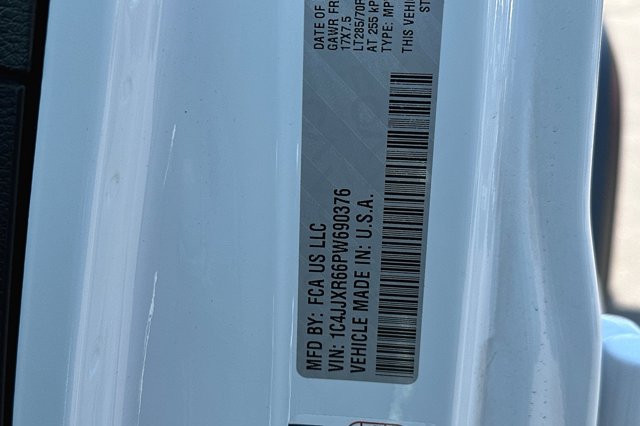 MFD BY: FCA US LLC
VIN: 1C4JJXR66PW690376
VEHICLE MADE IN: U.S.A.
DATE OF
GAWR FR
17X7.5
LT285/70R
AT 255 kP
TYPE: MP
THIS VEHI